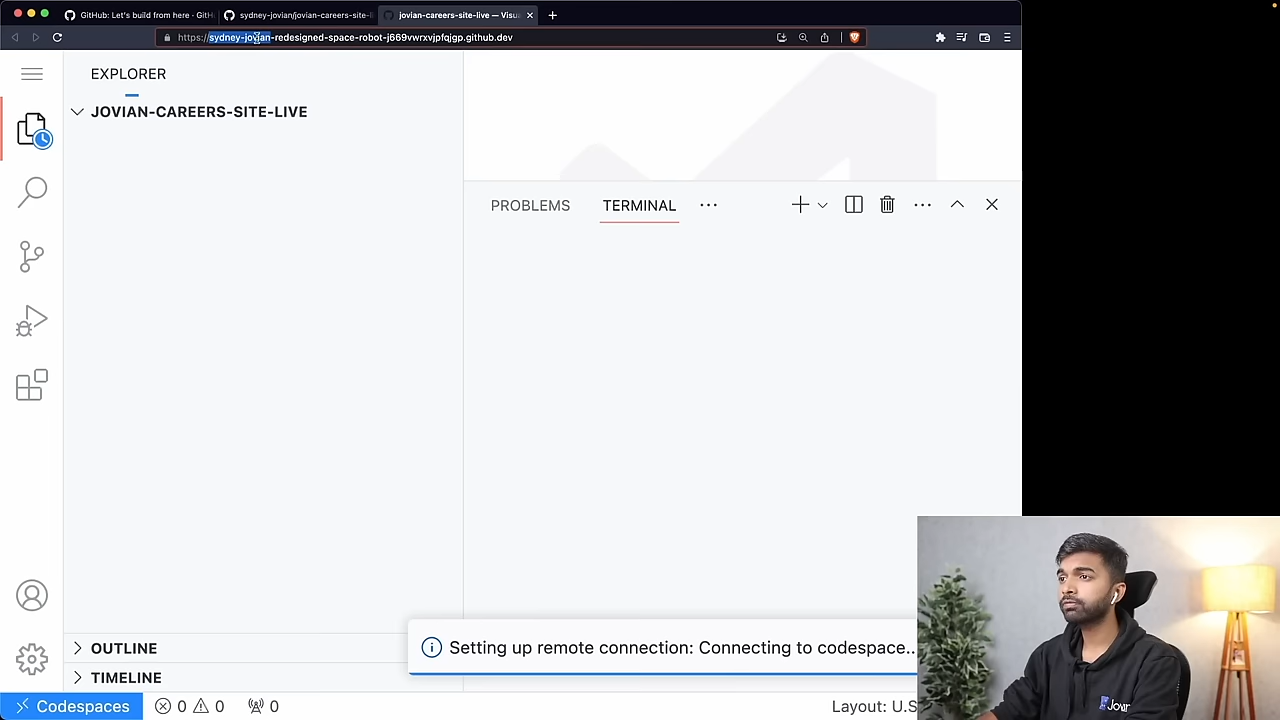 GitHub: Let's build from here · GitH
sydney-jovian/jovian-careers-site-li
jovian-careers-site-live — Visu
https://sydney-jovian-redesigned-space-robot-j669vwrxvjpfqjgp.github.dev
EXPLORER
JOVIAN-CAREERS-SITE-LIVE
PROBLEMS
TERMINAL
Setting up remote connection: Connecting to codespace..
OUTLINE
TIMELINE
Codespaces
0
0
0
Layout: U.S
Jovi